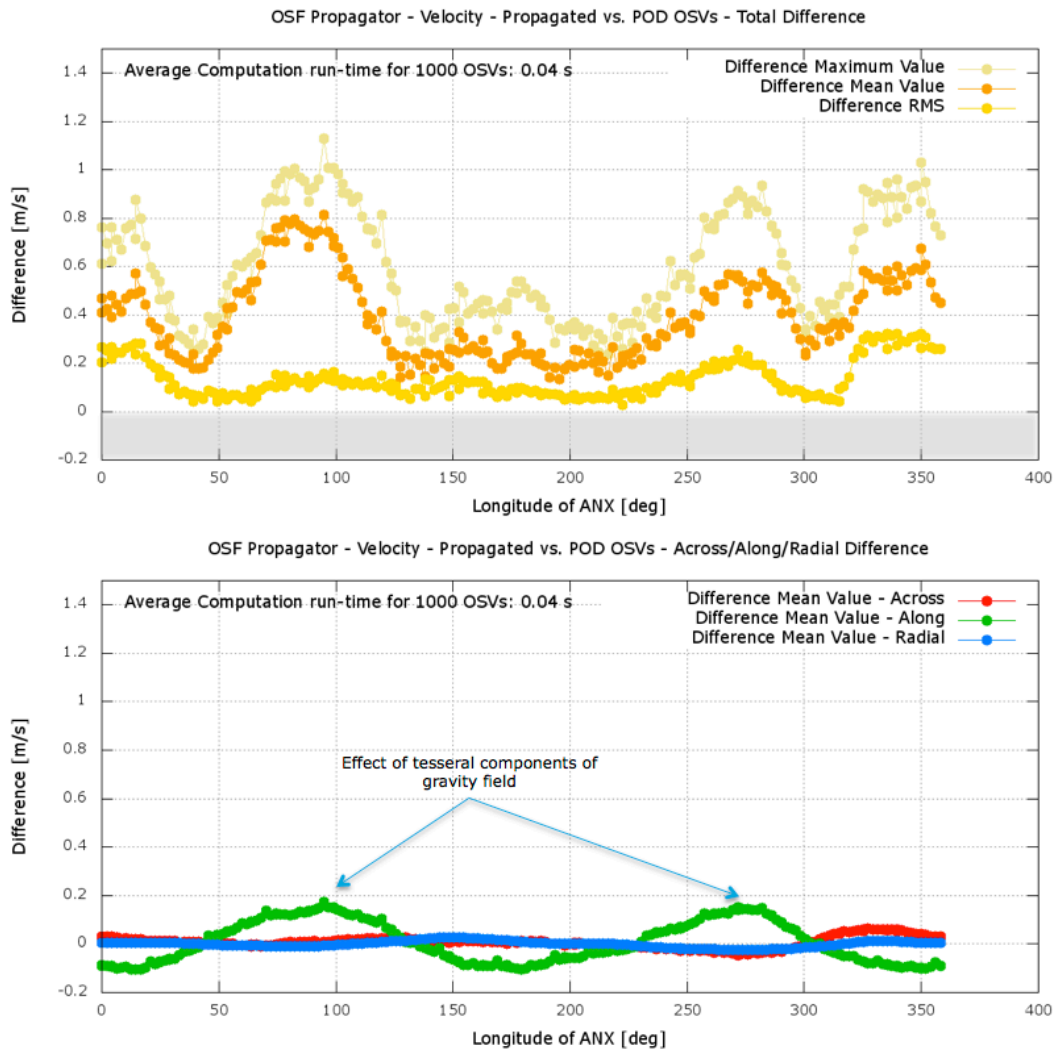 OSF Propagator - Velocity - Propagated vs. POD OSVs - Total Difference
Average Computation run-time for 1000 OSVs: 0.04 s
Difference Maximum Value
Difference Mean Value
Difference RMS
Difference [m/s]
1.4
1.2
1
0.8
0.6
0.4
0.2
0
-0.2
0 50 100 150 200 250 300 350 400
Longitude of ANX [deg]
OSF Propagator - Velocity - Propagated vs. POD OSVs - Across/Along/Radial Difference
Average Computation run-time for 1000 OSVs: 0.04 s
Difference Mean Value - Across
Difference Mean Value - Along
Difference Mean Value - Radial
Difference [m/s]
1.4
1.2
1
0.8
0.6
0.4
0.2
0
-0.2
Effect of tesseral components of
gravity field
0 50 100 150 200 250 300 350 400
Longitude of ANX [deg]